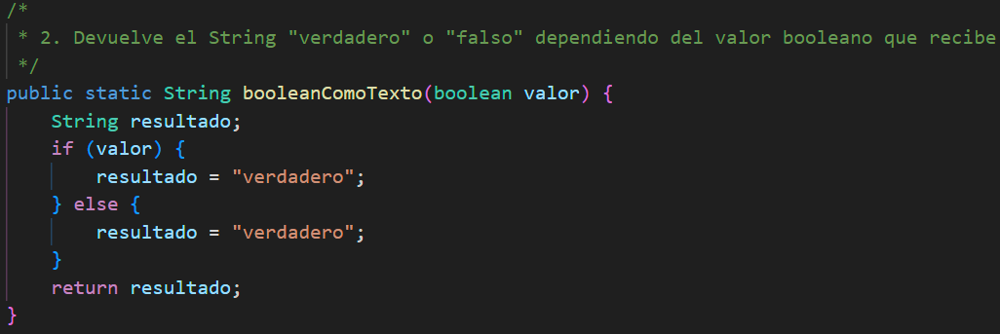 /*
 * 2. Devuelve el String "verdadero" o "falso" dependiendo del valor booleano que recibe
 */
public static String booleanComoTexto(boolean valor) {
    String resultado;
    if (valor) {
        resultado = "verdadero";
    } else {
        resultado = "verdadero";
    }
    return resultado;
}